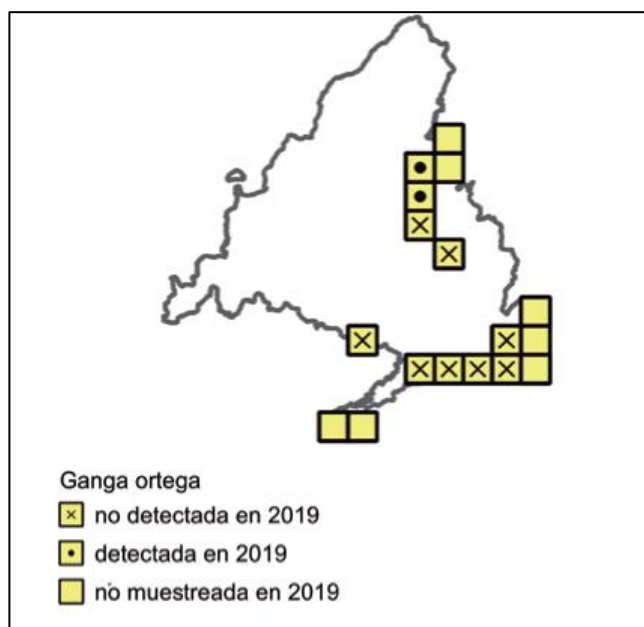 Ganga ortega
no detectada en 2019
detectada en 2019
no muestreada en 2019